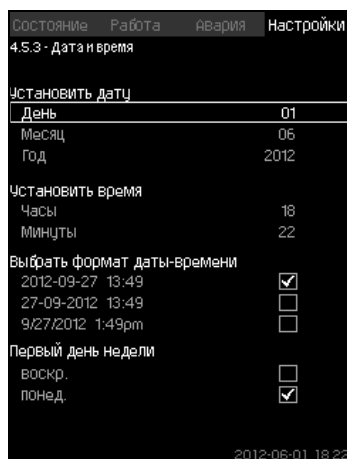 Состояние Работа Авария Настройки
4.5.3 - Дата и время
Установить дату
День 01
Месяц 06
Год 2012
Установить время
Часы 18
Минуты 22
Выбрать формат даты-времени
2012-09-27 13:49
27-09-2012 13:49
9/27/2012 1:49pm
Первый день недели
воскр.
понед.
2012-06-01 18:22